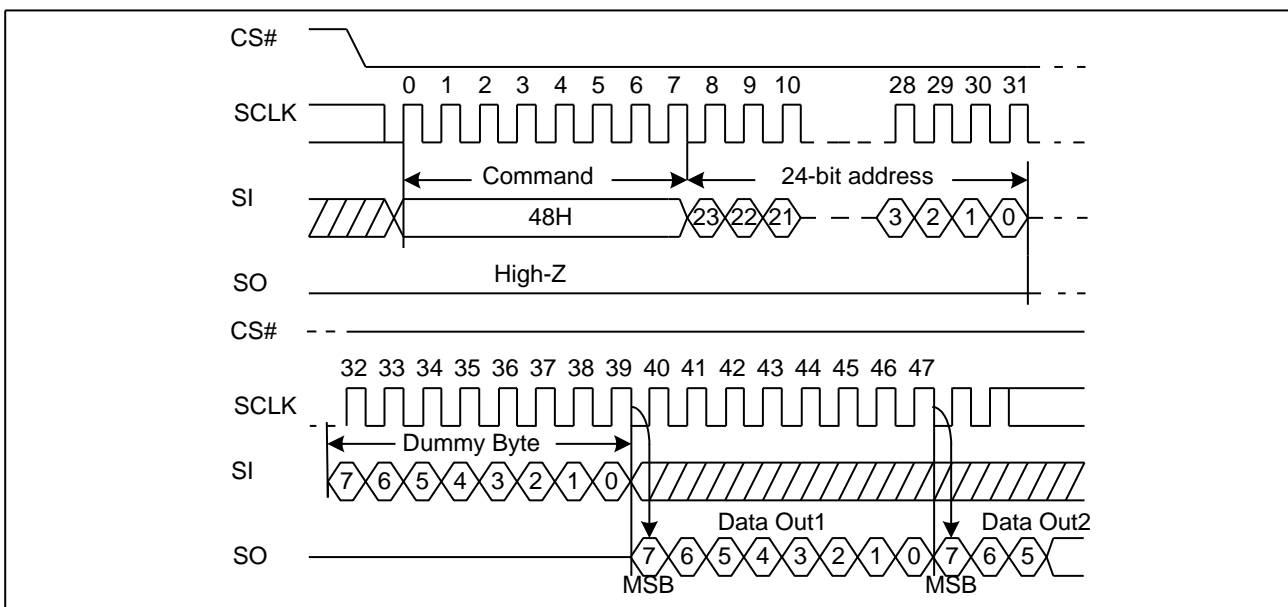 CS#
0 1 2 3 4 5 6 7 8 9 10 28 29 30 31
SCLK
Command 24-bit address
SI
48H 23 22 21 3 2 1 0
High-Z
SO
CS#
32 33 34 35 36 37 38 39 40 41 42 43 44 45 46 47
SCLK
Dummy Byte
SI
7 6 5 4 3 2 1 0
Data Out1 Data Out2
SO
7 6 5 4 3 2 1 0 7 6 5
MSB MSB